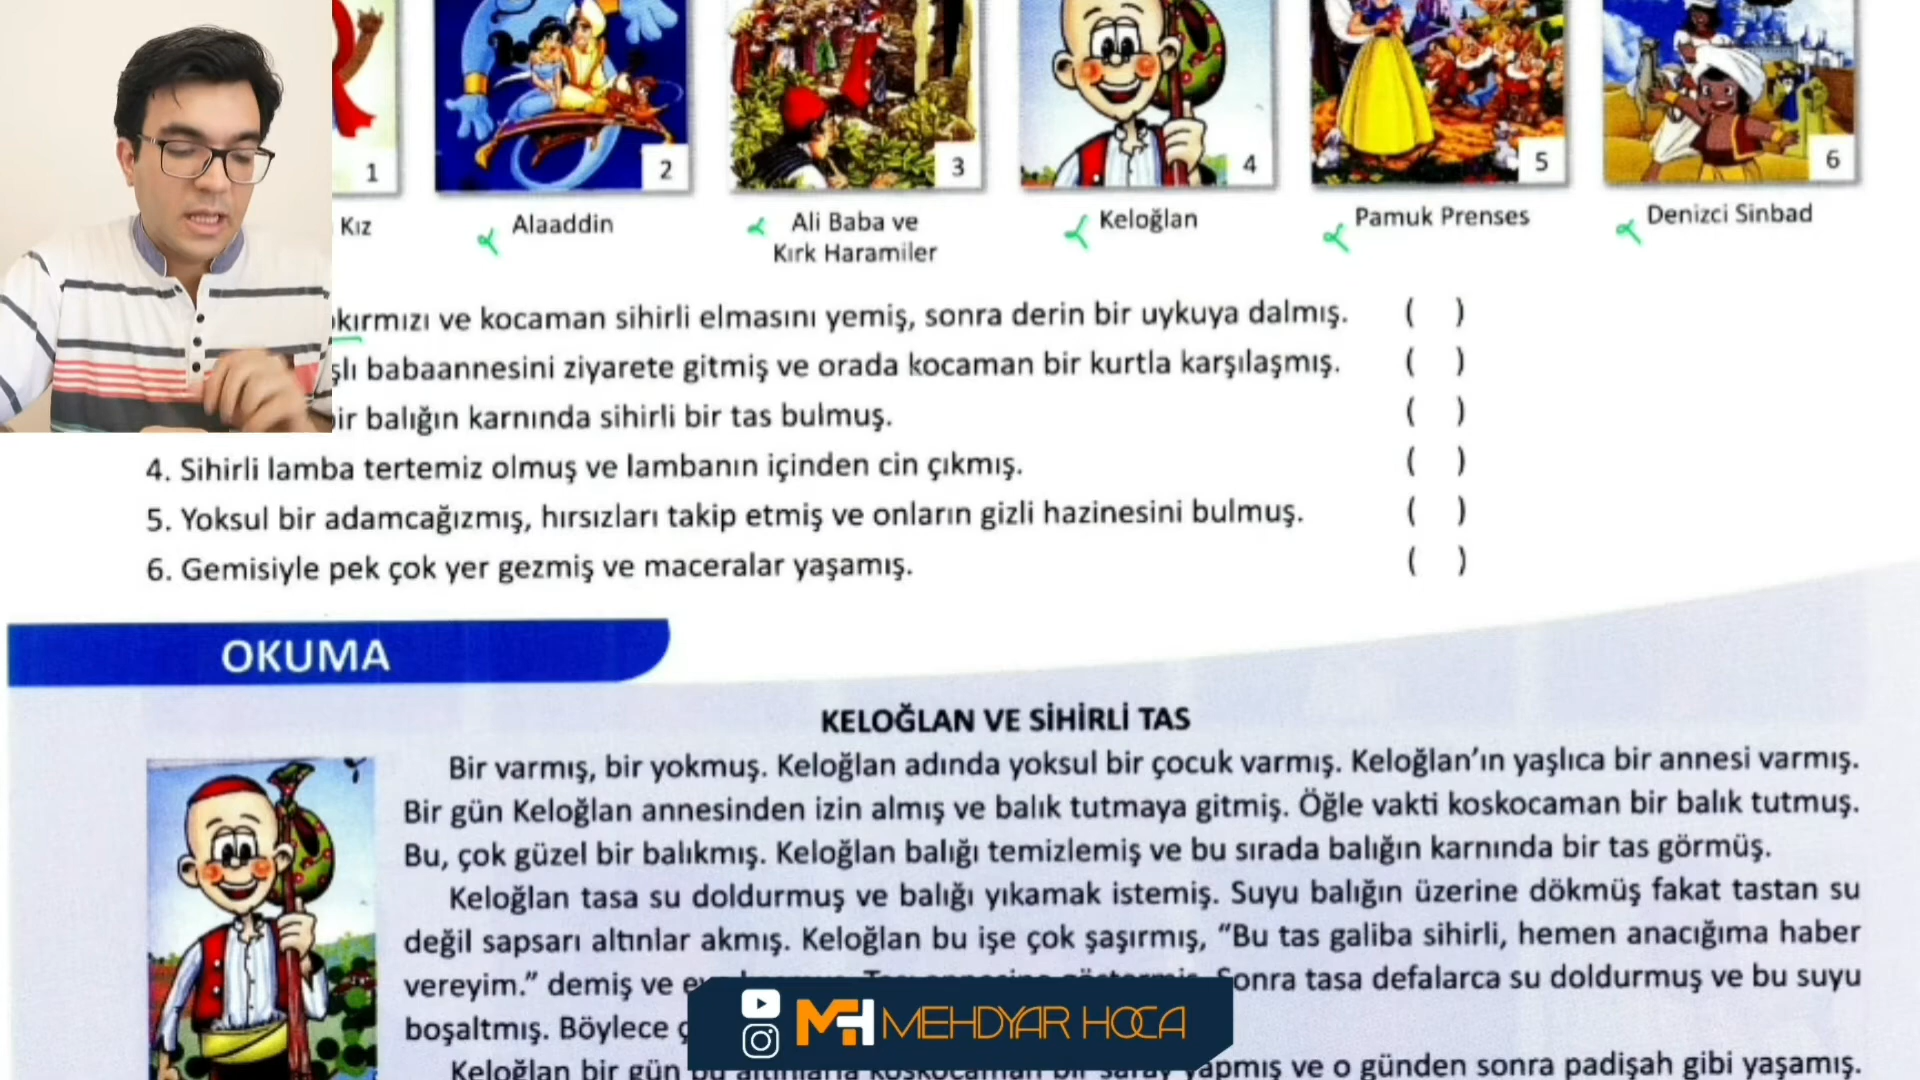 1
2
3
4
5
6
Kız
Alaaddin
Ali Baba ve
Kırk Haramiler
Keloğlan
Pamuk Prenses
Denizci Sinbad
ve kocaman sihirli elmasını yemiş, sonra derin bir uykuya dalmış. ( )
babaannesini ziyarete gitmiş ve orada kocaman bir kurtla karşılaşmış. ( )
balığın karnında sihirli bir tas bulmuş. ( )
4. Sihirli lamba tertemiz olmuş ve lambanın içinden cin çıkmış. ( )
5. Yoksul bir adamcağızmış, hırsızları takip etmiş ve onların gizli hazinesini bulmuş. ( )
6. Gemisiyle pek çok yer gezmiş ve maceralar yaşamış. ( )
OKUMA
KELOĞLAN VE SİHİRLİ TAS
Bir varmış, bir yokmuş. Keloğlan adında yoksul bir çocuk varmış. Keloğlan’ın yaşlıca bir annesi varmış.
Bir gün Keloğlan annesinden izin almış ve balık tutmaya gitmiş. Öğle vakti koskocaman bir balık tutmuş.
Bu, çok güzel bir balıkmış. Keloğlan balığı temizlemiş ve bu sırada balığın karnında bir tas görmüş.
Keloğlan tasa su doldurmuş ve balığı yıkamak istemiş. Suyu balığın üzerine dökmüş fakat tastan su
değil sapsarı altınlar akmış. Keloğlan bu işe çok şaşırmış, “Bu tas galiba sihirli, hemen anacığıma haber
vereyim.” demiş ve Sonra tasa defalarca su doldurmuş ve bu suyu
boşaltmış. Böylece
Keloğlan bir gün ve o günden sonra padişah gibi yaşamış.
MH MEHDYAR HOCA